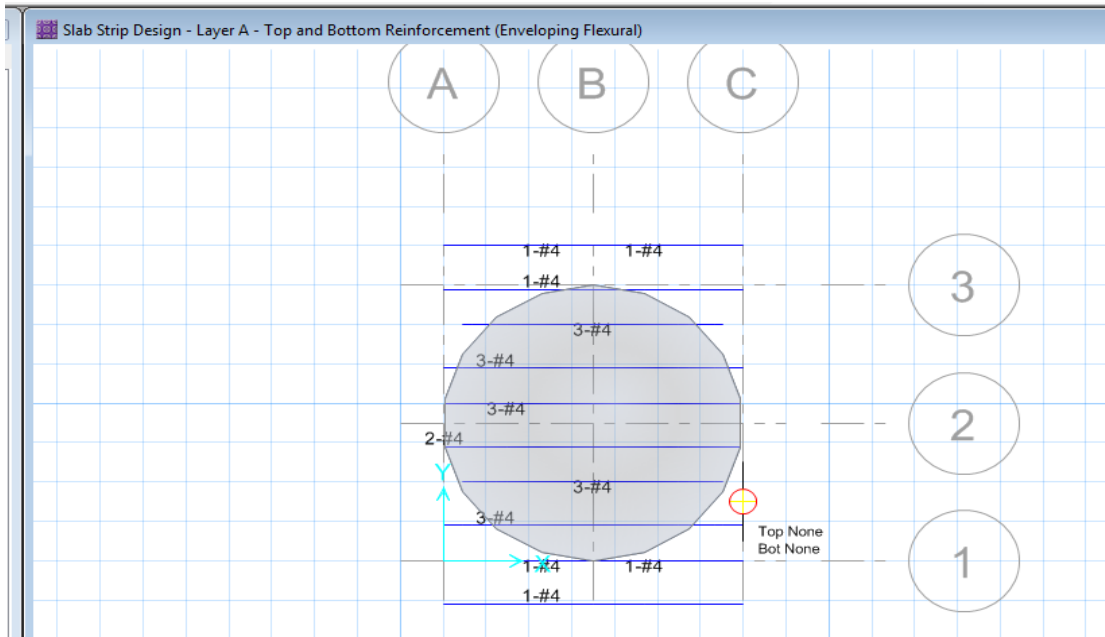 Slab Strip Design - Layer A - Top and Bottom Reinforcement (Enveloping Flexural)
A B C
1-#4 1-#4
1-#4
3
3-#4
3-#4
3-#4
2
2-#4
Y
3-#4
3-#4
Top None
Bot None
1
X
1-#4 1-#4
1-#4